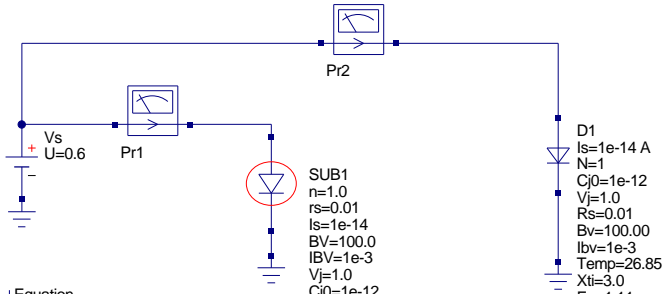 Pr2
Vs
U=0.6
Pr1
SUB1
n=1.0
rs=0.01
Is=1e-14
BV=100.0
IBV=1e-3
Vj=1.0
Cj0=1e-12
D1
Is=1e-14 A
N=1
Cj0=1e-12
Vj=1.0
Rs=0.01
Bv=100.00
Ibv=1e-3
Temp=26.85
Xti=3.0
Equation